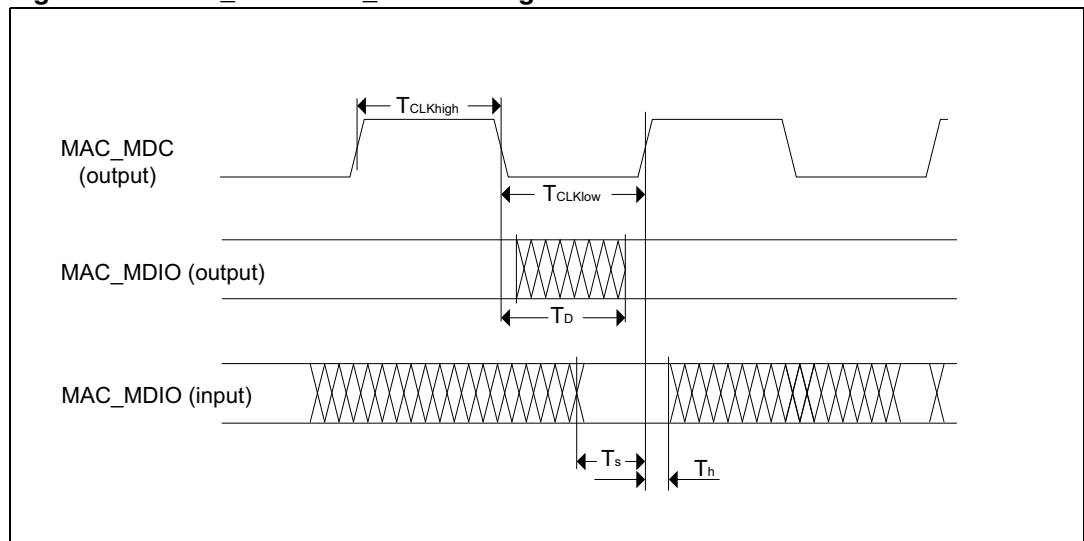 TCLKhigh
MAC_MDC
(output)
TCLKlow
MAC_MDIO (output)
TD
MAC_MDIO (input)
Ts
Th